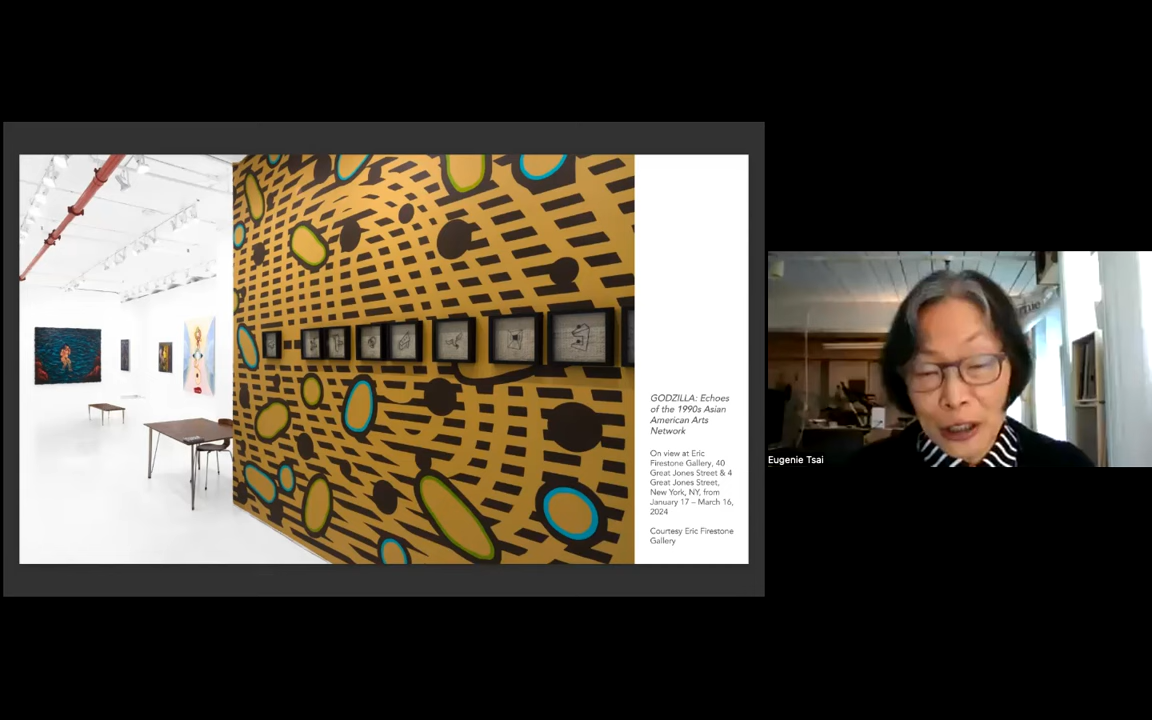 GODZILLA: Echoes
of the 1990s Asian
American Arts
Network
On view at Eric
Firestone Gallery, 40
Great Jones Street & 4
Great Jones Street,
New York, NY, from
January 17 – March 16,
2024
Courtesy Eric Firestone
Gallery
Eugenie Tsai